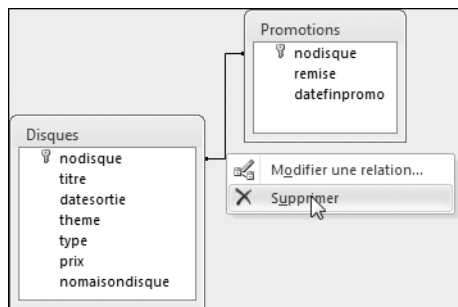 Promotions
nodisque
remise
datefinpromo
Disques
nodisque
titre
datesortie
theme
type
prix
nomaisondisque
Modifier une relation...
Supprimer